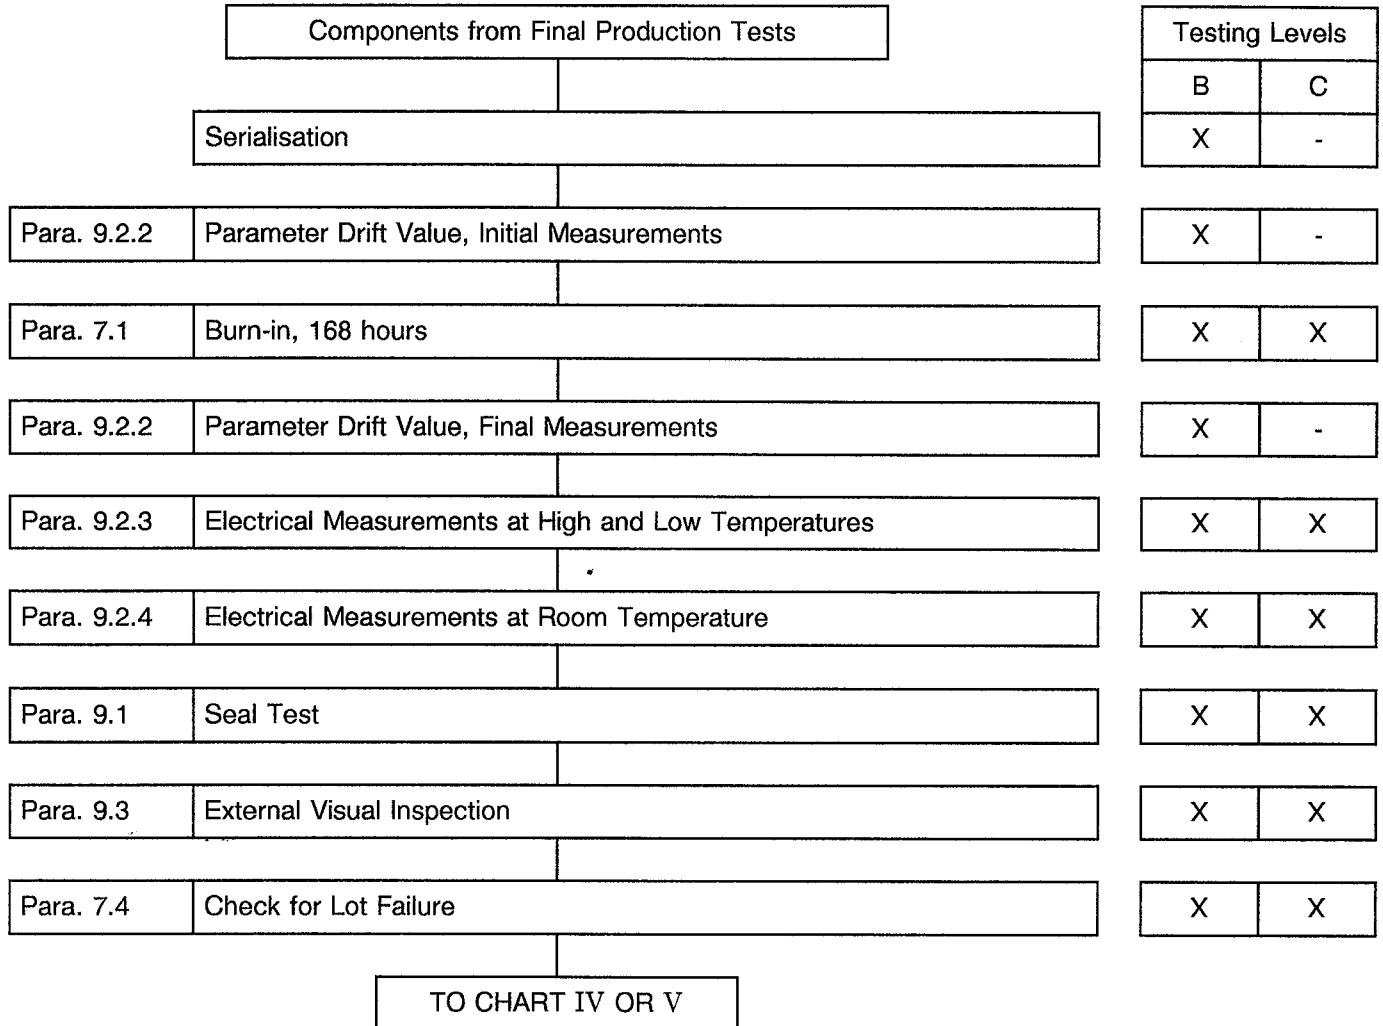 Components from Final Production Tests
Testing Levels
B C
Serialisation X -
Para. 9.2.2 Parameter Drift Value, Initial Measurements X -
Para. 7.1 Burn-in, 168 hours X X
Para. 9.2.2 Parameter Drift Value, Final Measurements X -
Para. 9.2.3 Electrical Measurements at High and Low Temperatures X X
Para. 9.2.4 Electrical Measurements at Room Temperature X X
Para. 9.1 Seal Test X X
Para. 9.3 External Visual Inspection X X
Para. 7.4 Check for Lot Failure X X
TO CHART IV OR V